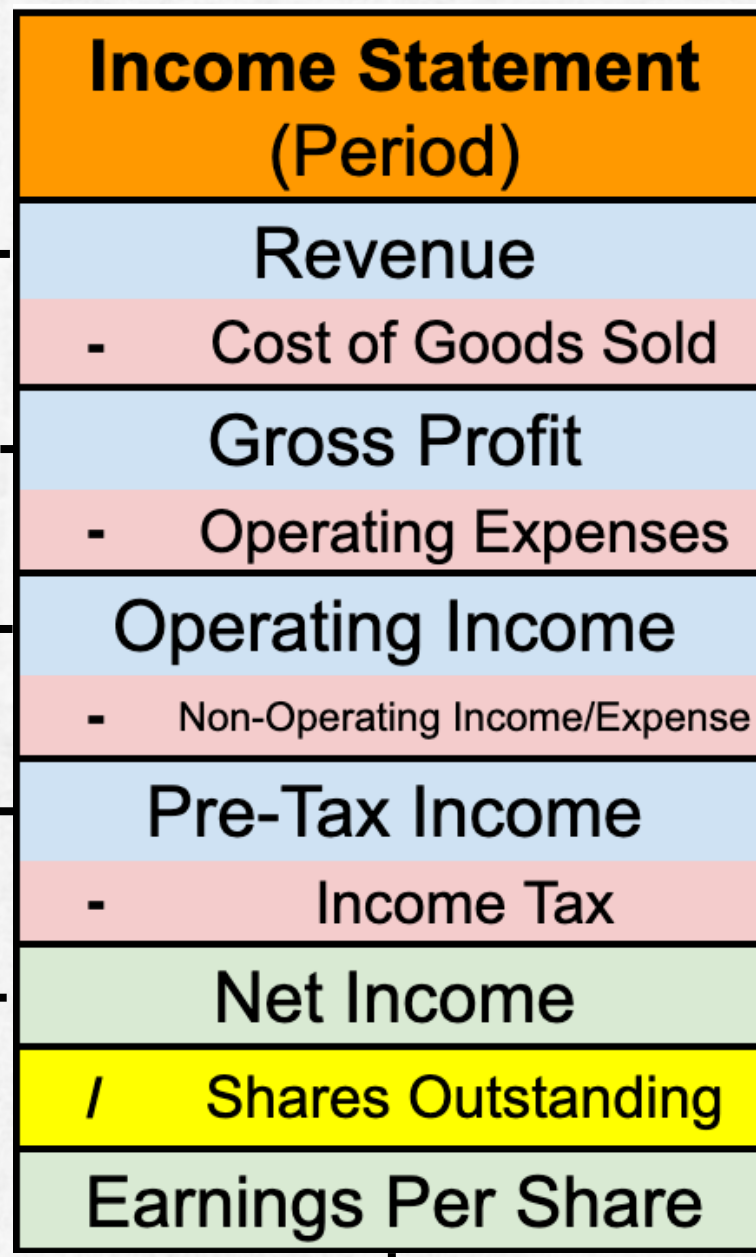 Income Statement
(Period)
Revenue
- Cost of Goods Sold
Gross Profit
- Operating Expenses
Operating Income
- Non-Operating Income/Expense
Pre-Tax Income
- Income Tax
Net Income
/ Shares Outstanding
Earnings Per Share